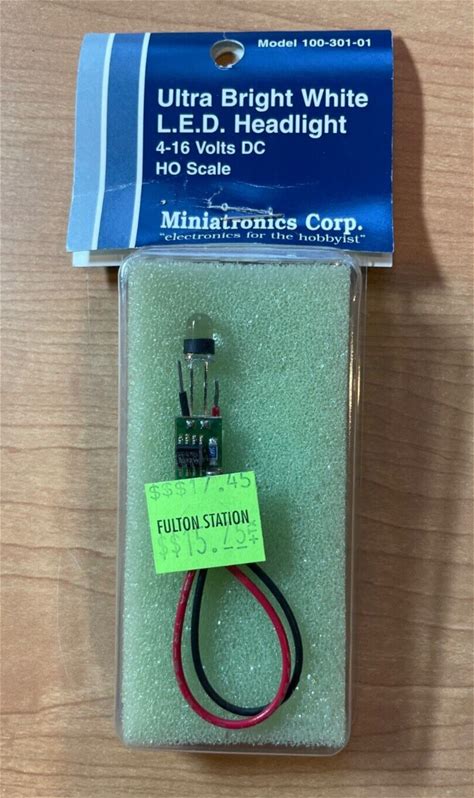 Model 100-301-01
Ultra Bright White
L.E.D. Headlight
4-16 Volts DC
HO Scale
Miniatronics Corp.
"electronics for the hobbyist"
$$$17.45
FULTON STATION
$$15.75